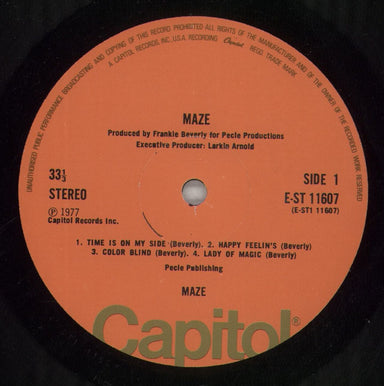 UNAUTHORISED PUBLIC PERFORMANCE, BROADCASTING AND COPYING OF THIS RECORD PROHIBITED ALL RIGHTS OF THE MANUFACTURER AND OF THE OWNER OF THE RECORDED WORK RESERVED
A CAPITOL RECORDS INC. U.S.A. RECORDING Capitol REGD. TRADE MARK
MAZE
Produced by Frankie Beverly for Pecle Productions
Executive Producer: Larkin Arnold
33⅓
STEREO
℗ 1977
Capitol Records Inc.
SIDE 1
E-ST 11607
(E-ST1 11607)
1. TIME IS ON MY SIDE (Beverly). 2. HAPPY FEELIN'S (Beverly)
3. COLOR BLIND (Beverly). 4. LADY OF MAGIC (Beverly)
Pecle Publishing
MAZE
Capitol®